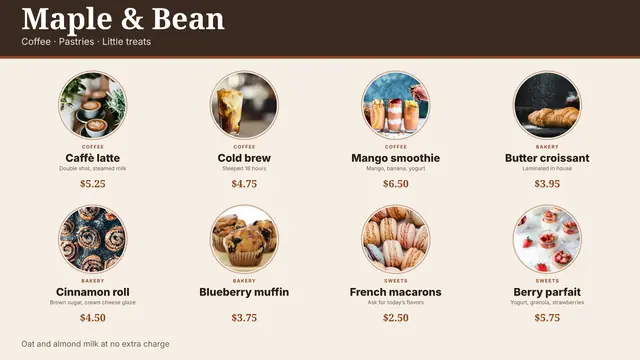 Maple & Bean
Coffee · Pastries · Little treats
COFFEE
Caffè latte
Double shot, steamed milk
$5.25
COFFEE
Cold brew
Steeped 18 hours
$4.75
COFFEE
Mango smoothie
Mango, banana, yogurt
$6.50
BAKERY
Butter croissant
Laminated in house
$3.95
BAKERY
Cinnamon roll
Brown sugar, cream cheese glaze
$4.50
BAKERY
Blueberry muffin
$3.75
SWEETS
French macarons
Ask for today's flavors
$2.50
SWEETS
Berry parfait
Yogurt, granola, strawberries
$5.75
Oat and almond milk at no extra charge